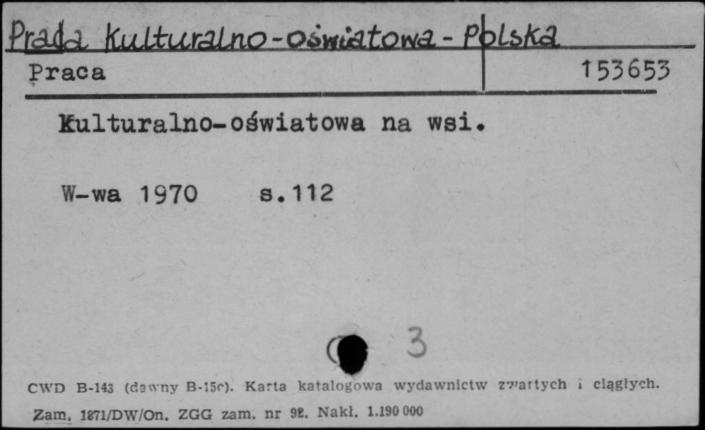 Praca Kulturalno-oświatowa - Polska
Praca 153653
Kulturalno-oświatowa na wsi.
W-wa 1970 s.112
3
CWD B-143 (dawny B-15c). Karta katalogowa wydawnictw zwartych i ciągłych.
Zam. 1871/DW/On. ZGG zam. nr 92. Nakł. 1.190 000